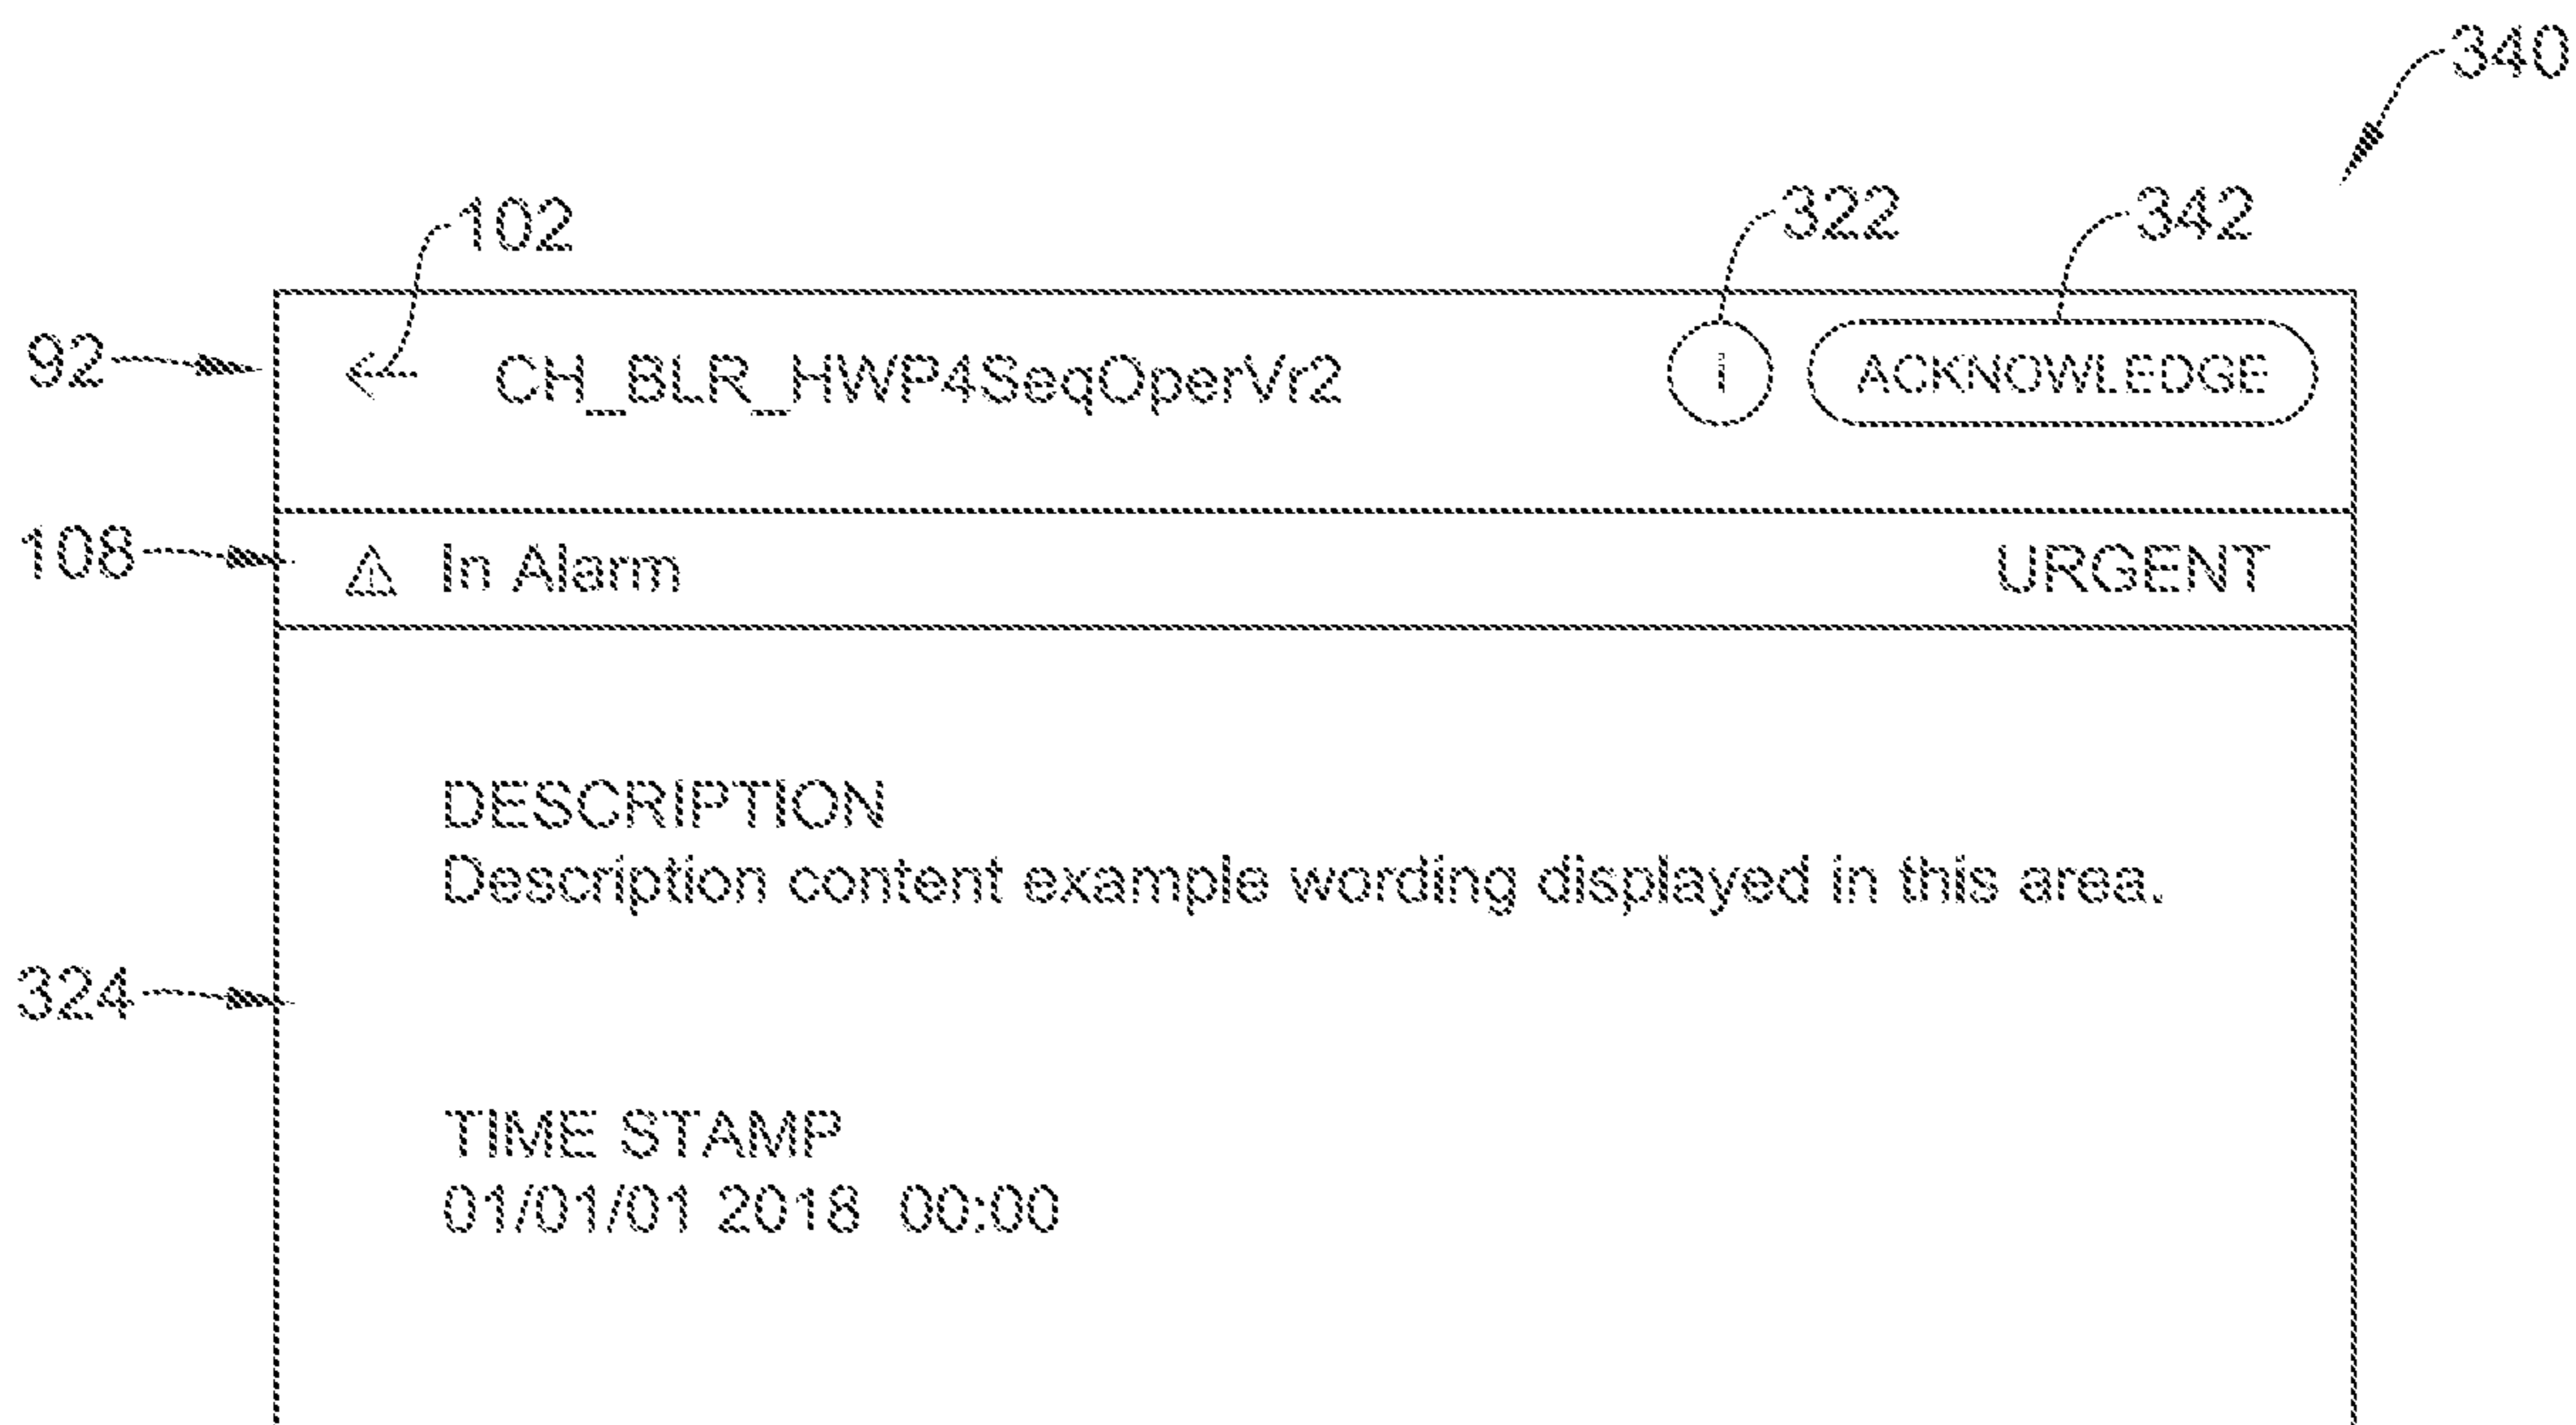 340
102
322
342
92
← CH_BLR_HWP4SeqOperVr2 i ACKNOWLEDGE
108
⚠ In Alarm URGENT
DESCRIPTION
Description content example wording displayed in this area.
324
TIME STAMP
01/01/01 2018 00:00